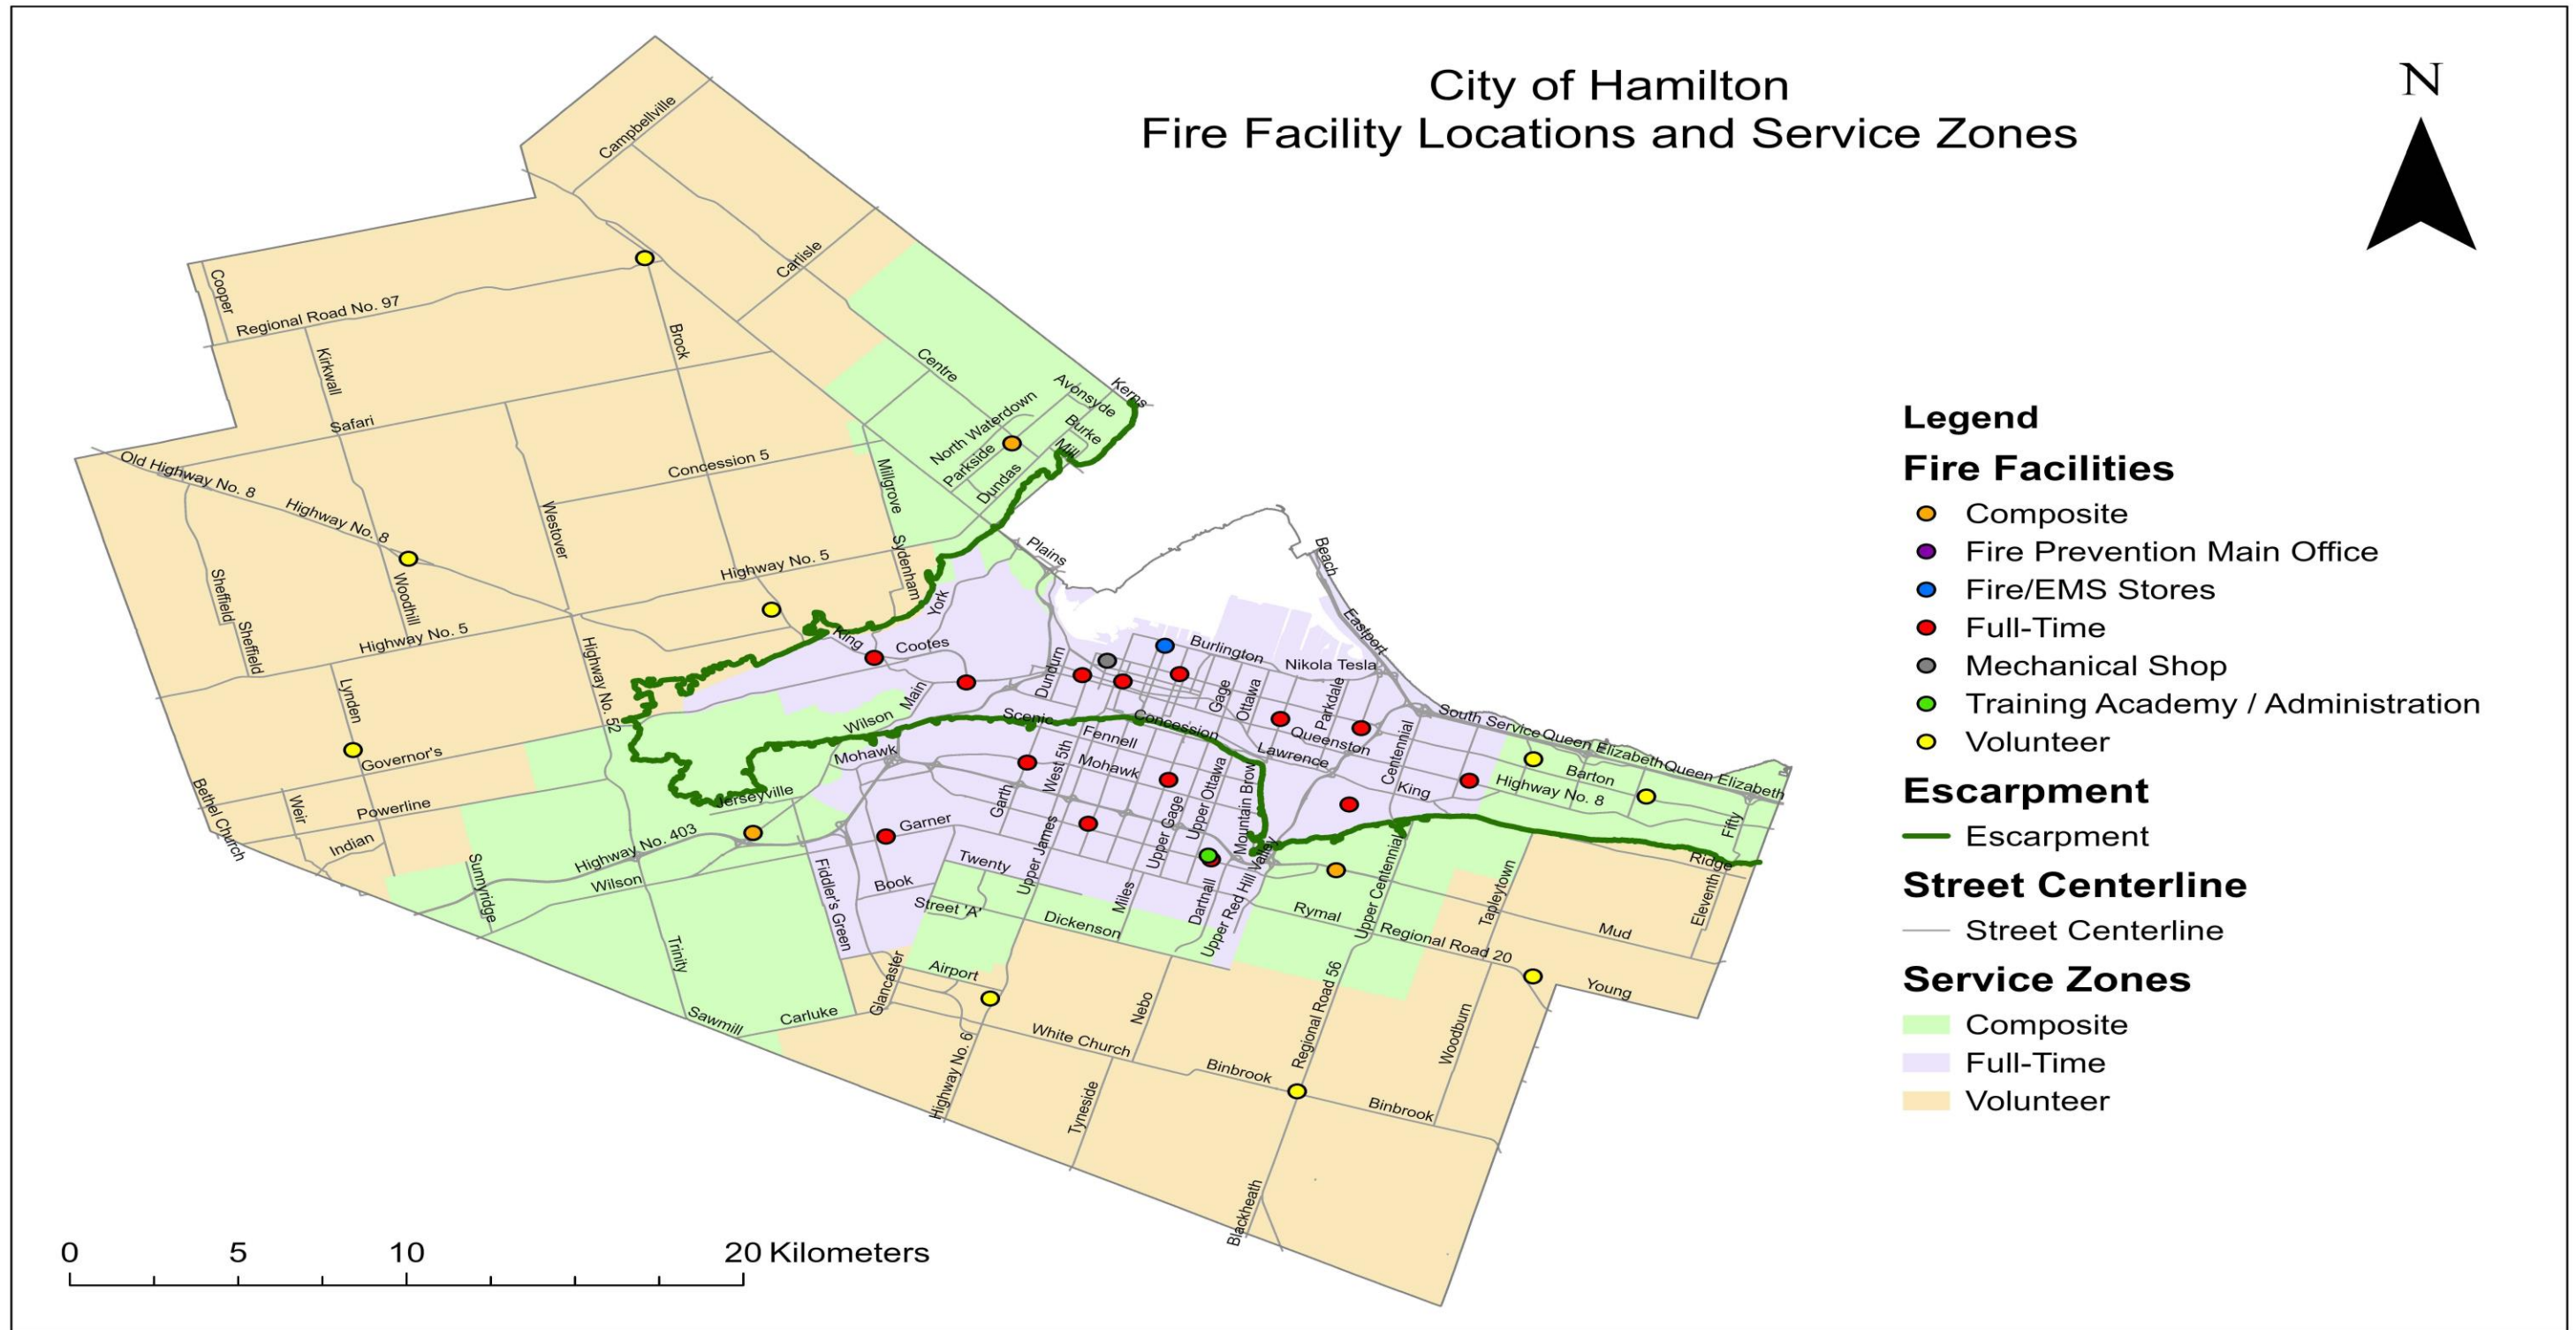 City of Hamilton
Fire Facility Locations and Service Zones
N
Campbellville
Carlisle
Cooper
Regional Road No. 97
Brock
Kirkwall
Centre
Avonsyde
Kerns
North Waterdown
Burke
Safari
Parkside
Mill
Old Highway No. 8
Concession 5
Millgrove
Dundas
Highway No. 8
Westover
Plains
Beach
Sheffield
Woodhill
Highway No. 5
Sydenham
York
Eastport
Sheffield
Highway No. 5
King
Cootes
Burlington
Nikola Tesla
Highway No. 52
Dundurn
Lynden
Main
Gage
Ottawa
Parkdale
Wilson
Scenic
Concession
South Service
Queen Elizabeth
Queen Elizabeth
Governor's
Mohawk
Fennell
West 5th
Mohawk
Lawrence
Queenston
Centennial
Barton
Bethel Church
Weir
Powerline
Jerseyville
Garth
Upper Ottawa
Mountain Brow
King
Highway No. 8
Indian
Highway No. 403
Garner
Upper James
Upper Gage
Fifty
Sunnyridge
Wilson
Fiddler's Green
Book
Twenty
Miles
Dartnall
Upper Red Hill Valley
Upper Centennial
Tapleytown
Ridge
Eleventh
Street 'A'
Dickenson
Rymal
Regional Road 20
Mud
Trinity
Airport
Glancaster
Young
Sawmill
Carluke
Highway No. 6
White Church
Nebo
Regional Road 56
Woodburn
Binbrook
Binbrook
Tyneside
Blackheath
Legend
Fire Facilities
Composite
Fire Prevention Main Office
Fire/EMS Stores
Full-Time
Mechanical Shop
Training Academy / Administration
Volunteer
Escarpment
Escarpment
Street Centerline
Street Centerline
Service Zones
Composite
Full-Time
Volunteer
0 5 10 20 Kilometers